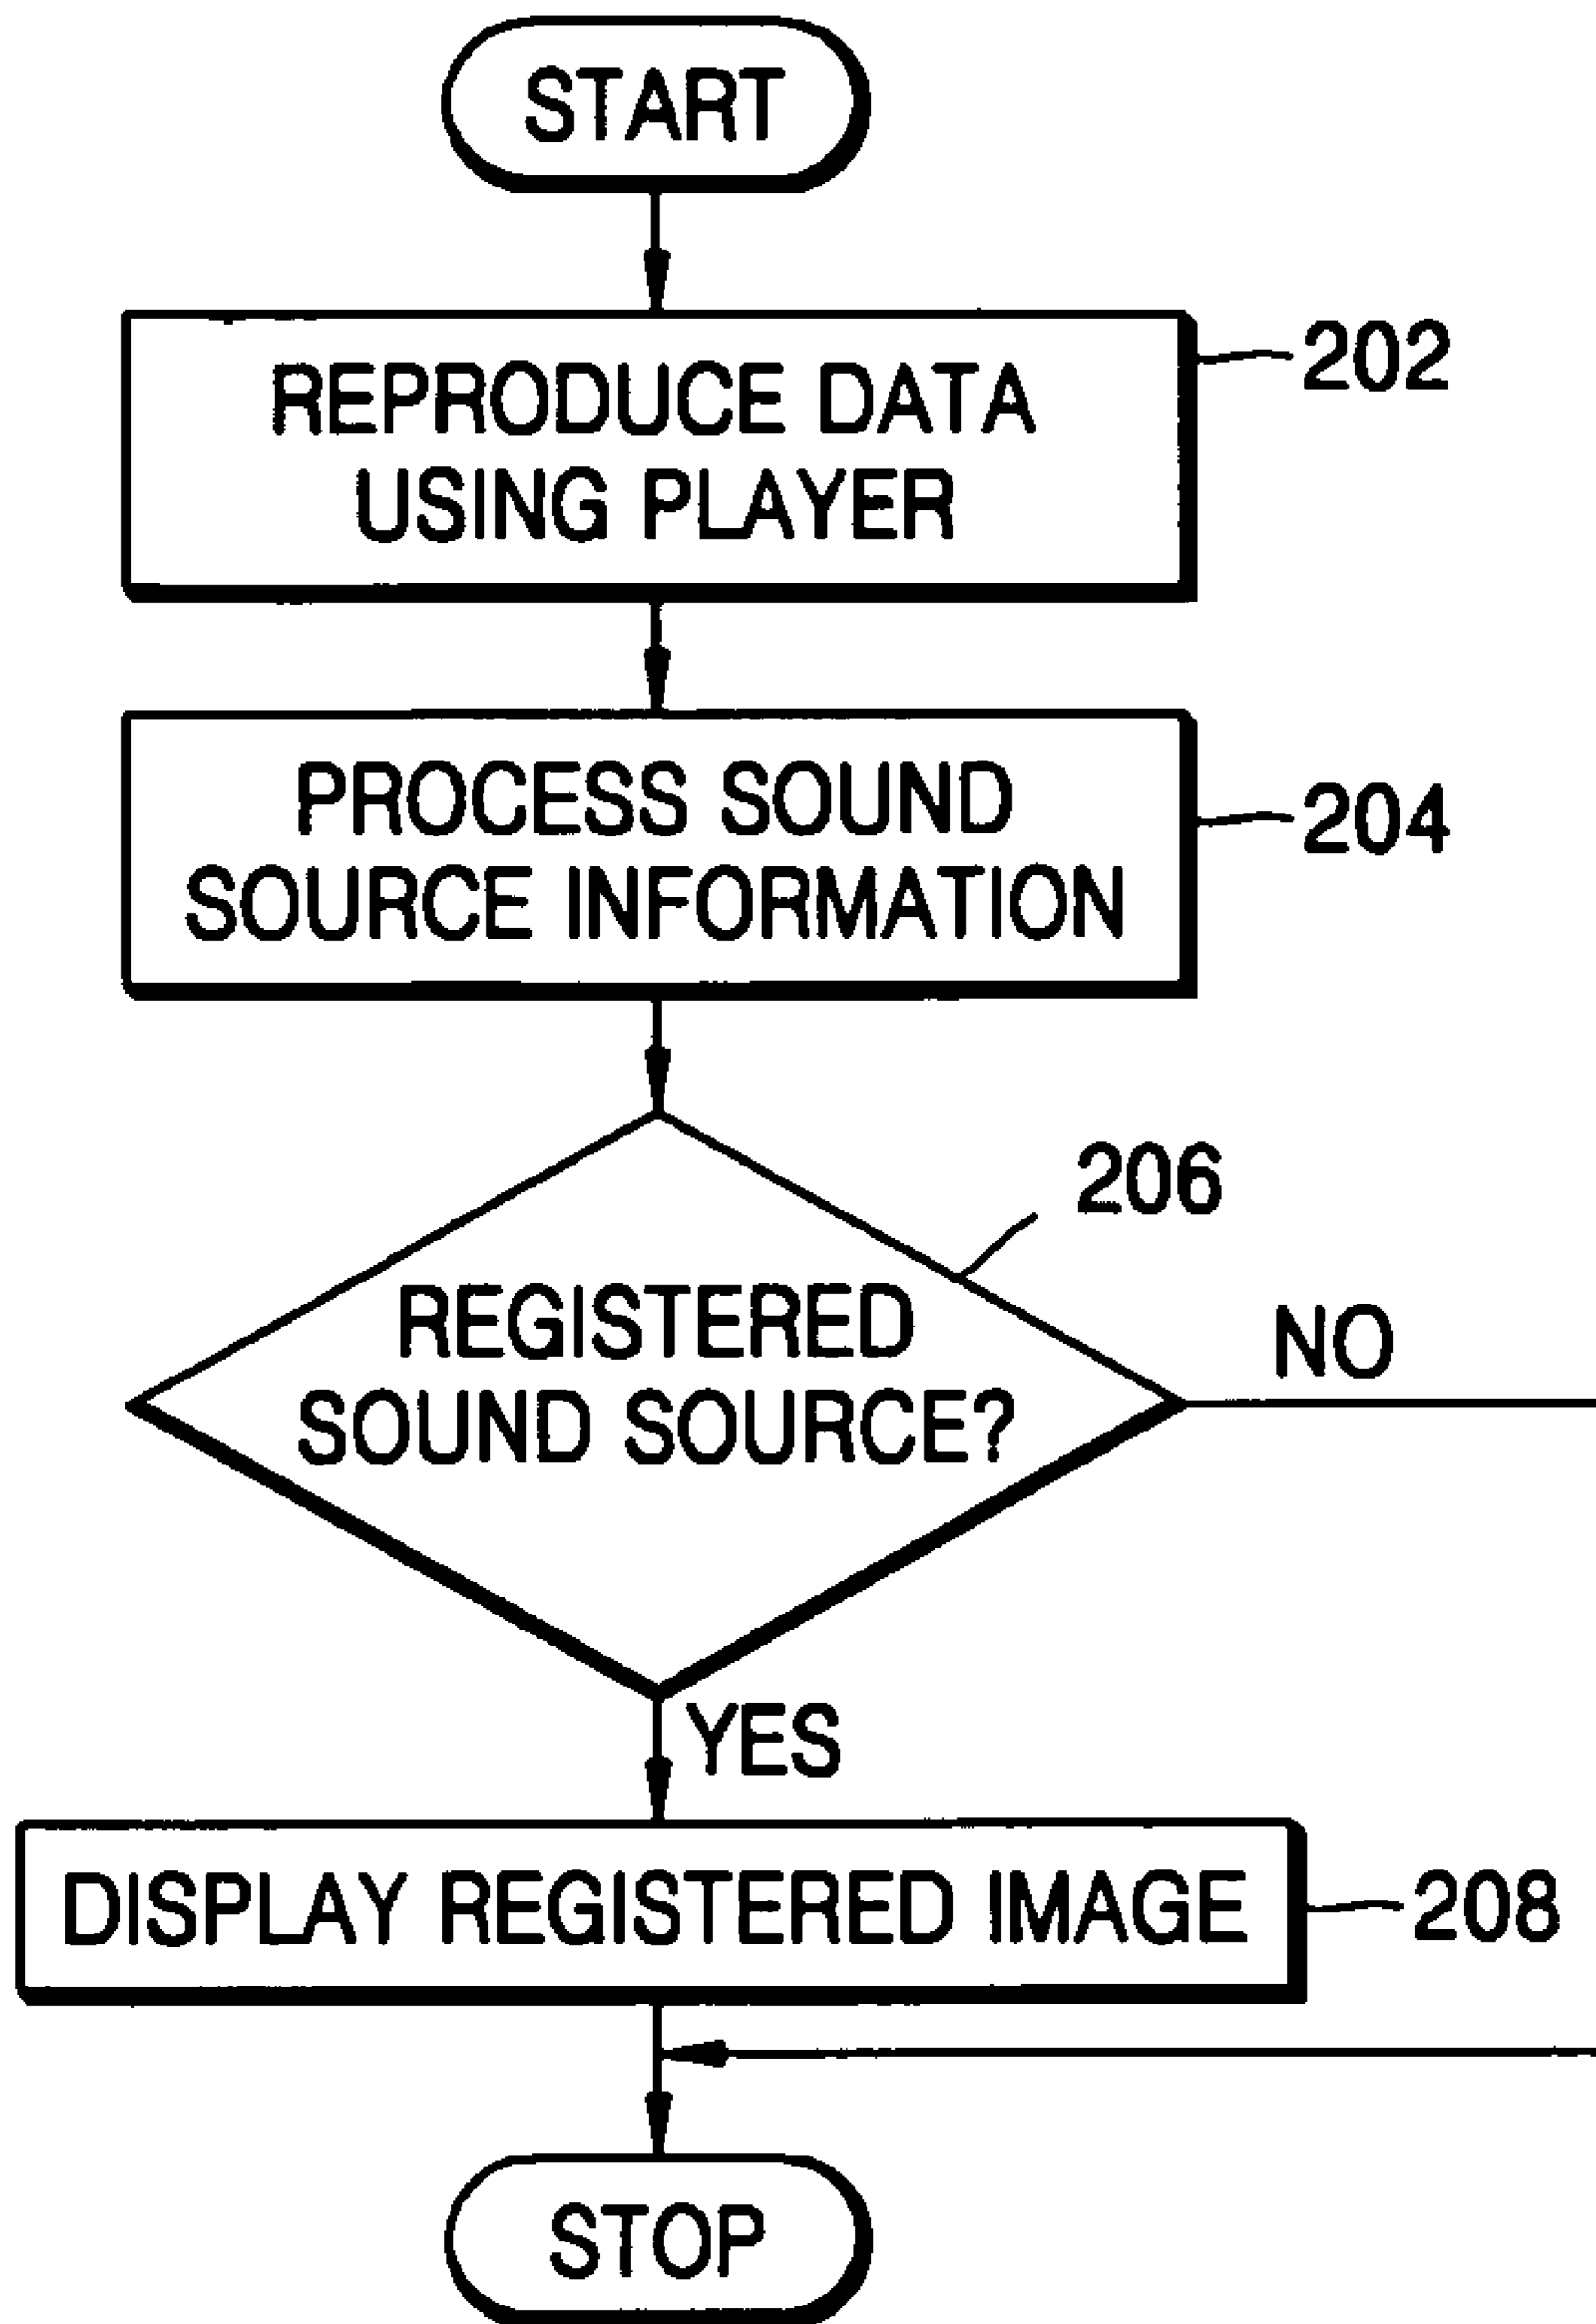 START
REPRODUCE DATA
USING PLAYER
202
PROCESS SOUND
SOURCE INFORMATION
204
206
REGISTERED
SOUND SOURCE?
NO
YES
DISPLAY REGISTERED IMAGE
208
STOP